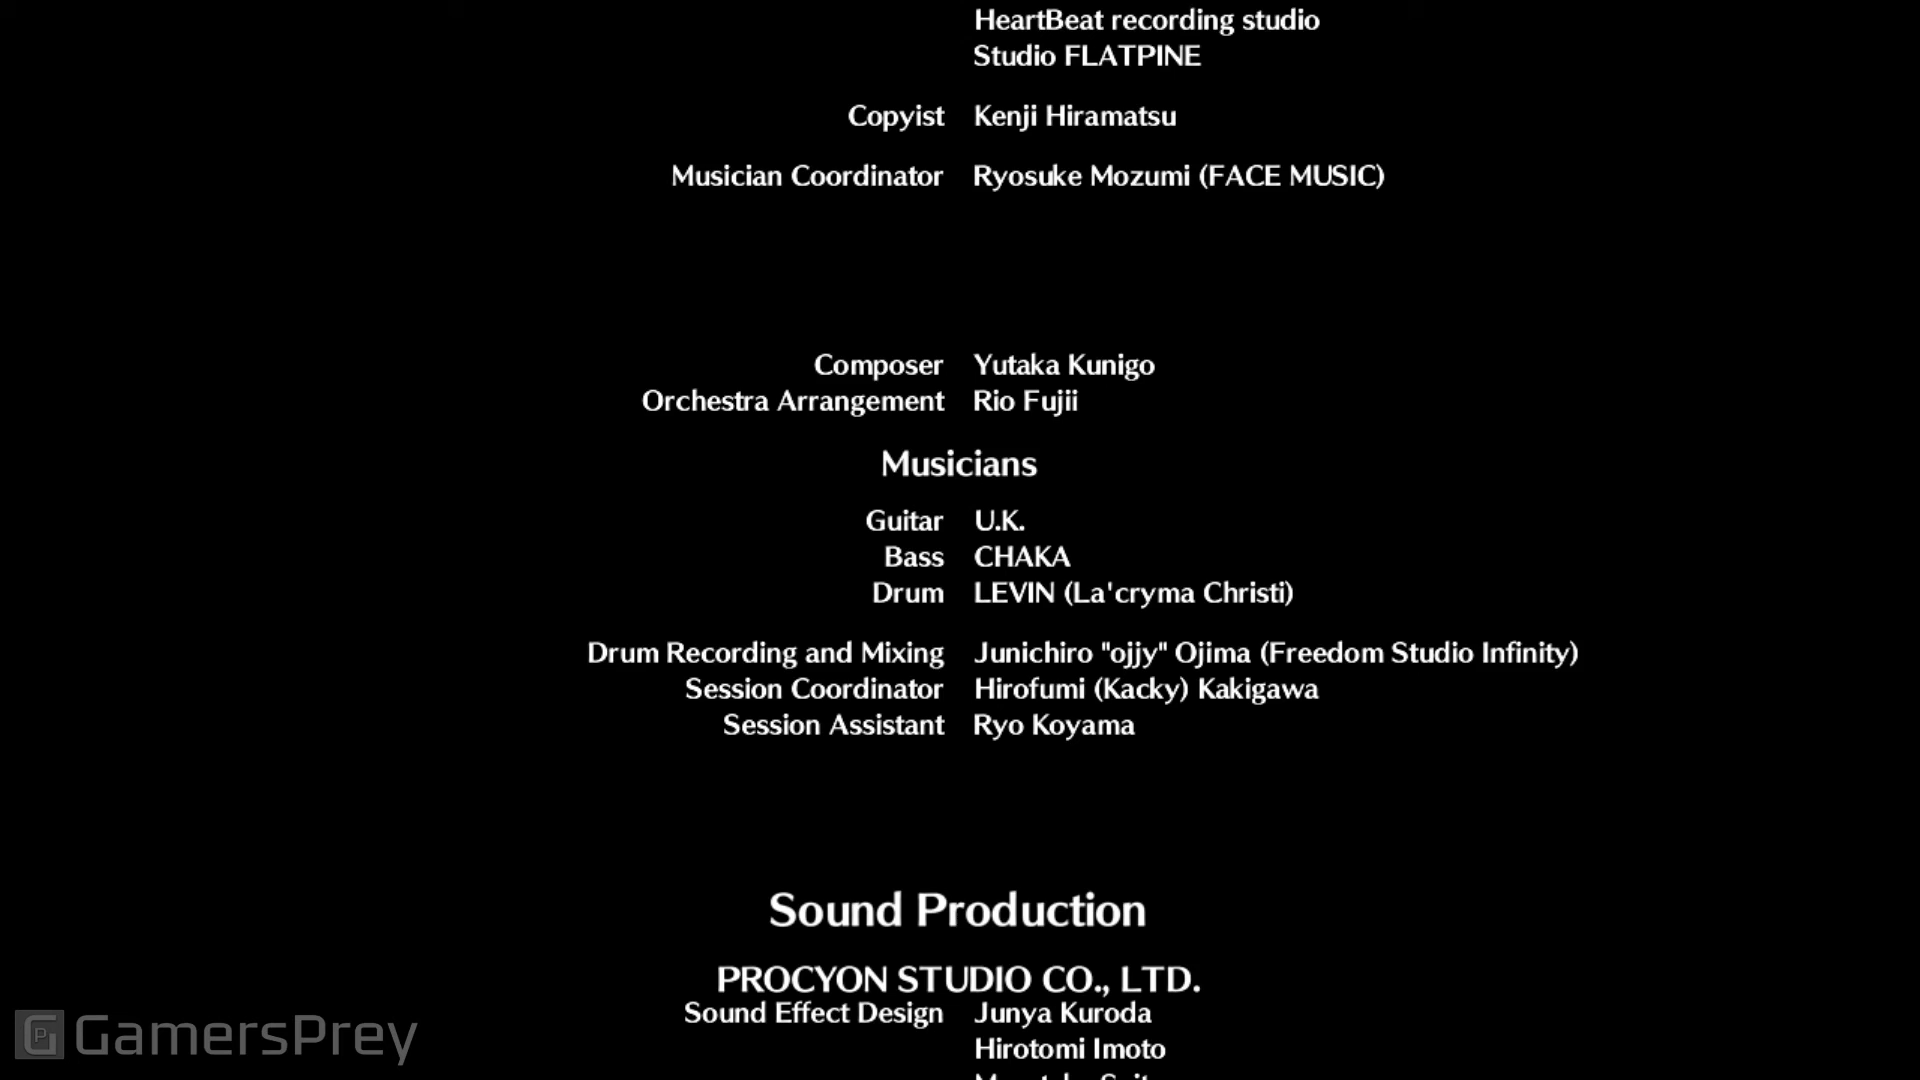 HeartBeat recording studio
Studio FLATPINE
Copyist Kenji Hiramatsu
Musician Coordinator Ryosuke Mozumi (FACE MUSIC)
Composer Yutaka Kunigo
Orchestra Arrangement Rio Fujii
Musicians
Guitar U.K.
Bass CHAKA
Drum LEVIN (La'cryma Christi)
Drum Recording and Mixing Junichiro "ojjy" Ojima (Freedom Studio Infinity)
Session Coordinator Hirofumi (Kacky) Kakigawa
Session Assistant Ryo Koyama
Sound Production
PROCYON STUDIO CO., LTD.
Sound Effect Design Junya Kuroda
Hirotomi Imoto
GamersPrey